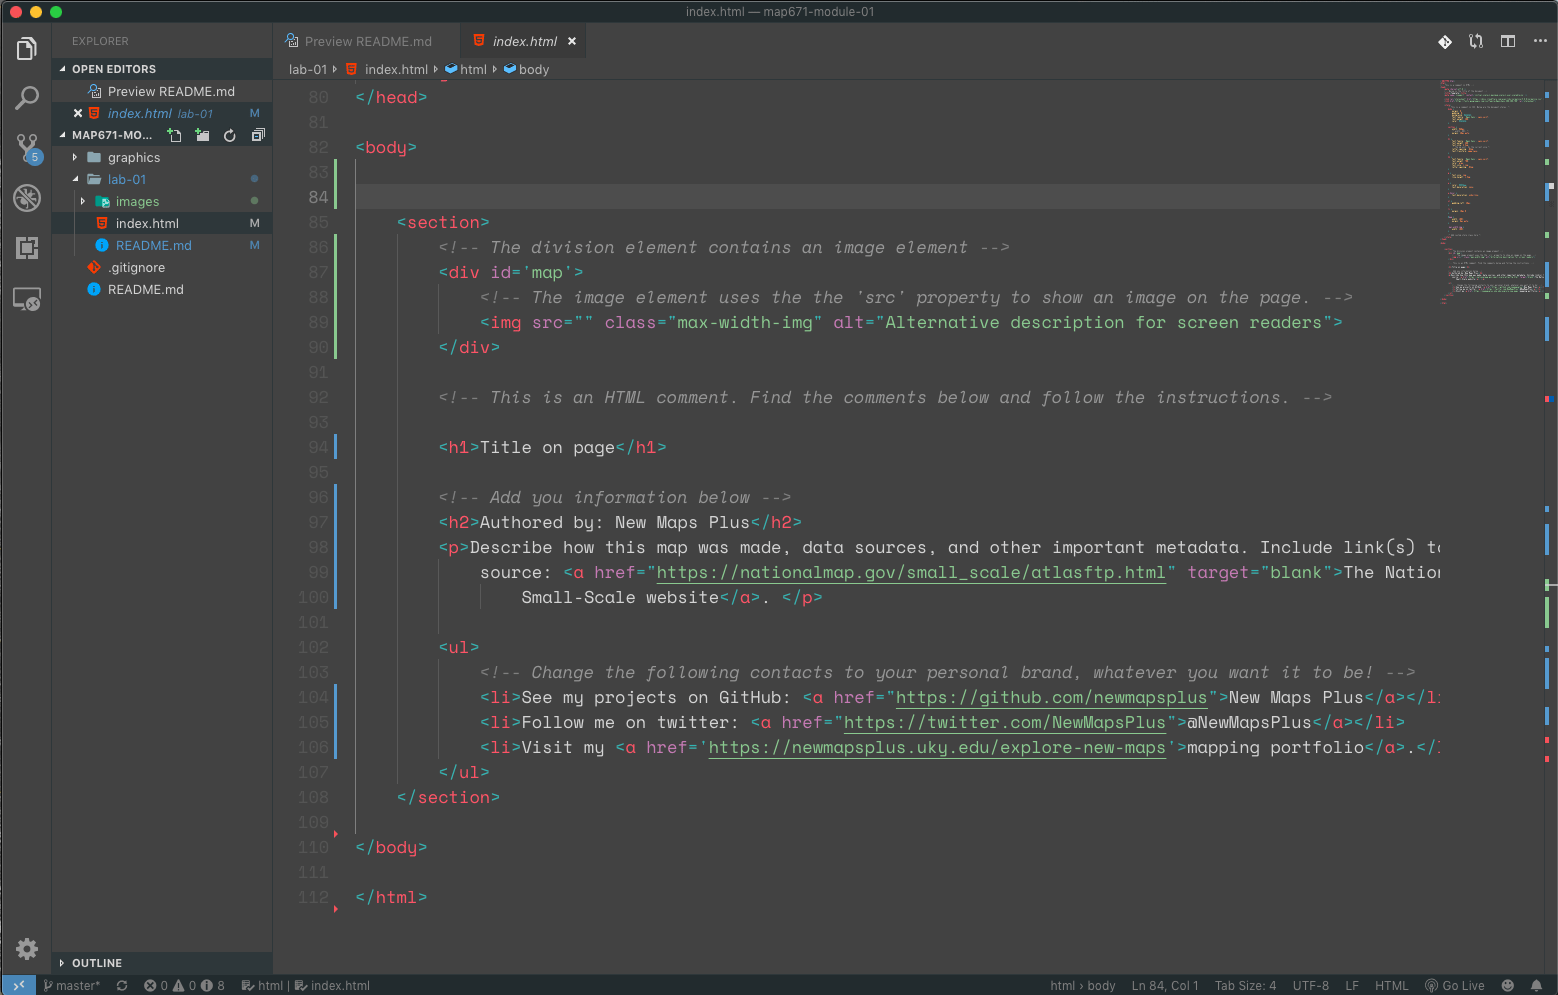 index.html — map671-module-01
EXPLORER
OPEN EDITORS
Preview README.md
index.html lab-01 M
MAP671-MO...
graphics
lab-01
images
index.html M
README.md M
.gitignore
README.md
OUTLINE
5
Preview README.md
index.html
lab-01 index.html html body
80 </head>
81
82 <body>
83
84
85 <section>
86 <!-- The division element contains an image element -->
87 <div id='map'>
88 <!-- The image element uses the the 'src' property to show an image on the page. -->
89 <img src="" class="max-width-img" alt="Alternative description for screen readers">
90 </div>
91
92 <!-- This is an HTML comment. Find the comments below and follow the instructions. -->
93
94 <h1>Title on page</h1>
95
96 <!-- Add you information below -->
97 <h2>Authored by: New Maps Plus</h2>
98 <p>Describe how this map was made, data sources, and other important metadata. Include link(s) to
99 source: <a href="https://nationalmap.gov/small_scale/atlasftp.html" target="blank">The Nation
100 Small-Scale website</a>. </p>
101
102 <ul>
103 <!-- Change the following contacts to your personal brand, whatever you want it to be! -->
104 <li>See my projects on GitHub: <a href="https://github.com/newmapsplus">New Maps Plus</a></li
105 <li>Follow me on twitter: <a href="https://twitter.com/NewMapsPlus">@NewMapsPlus</a></li>
106 <li>Visit my <a href='https://newmapsplus.uky.edu/explore-new-maps'>mapping portfolio</a>.</l
107 </ul>
108 </section>
109
110 </body>
111
112 </html>
master* 0 0 8 html | index.html html › body Ln 84, Col 1 Tab Size: 4 UTF-8 LF HTML Go Live